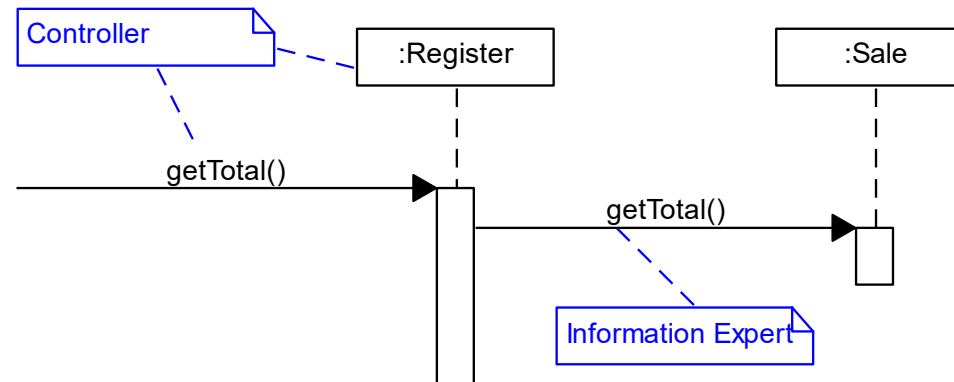 Controller
:Register
:Sale
getTotal()
getTotal()
Information Expert